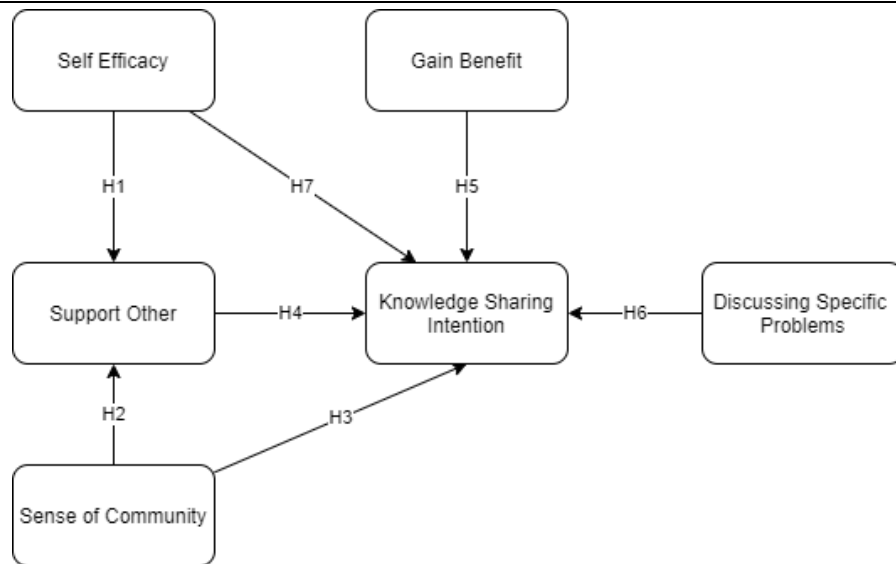 Self Efficacy
Gain Benefit
H1
H7
H5
Support Other
H4
Knowledge Sharing
Intention
H6
Discussing Specific
Problems
H2
H3
Sense of Community